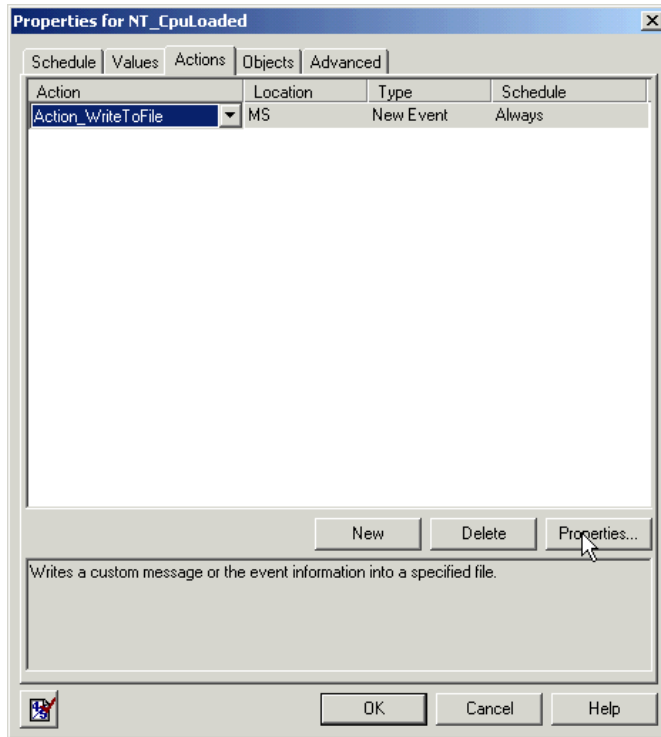 Properties for NT_CpuLoaded
Schedule Values Actions Objects Advanced
Action Location Type Schedule
Action_WriteToFile MS New Event Always
New Delete Properties...
Writes a custom message or the event information into a specified file.
OK Cancel Help